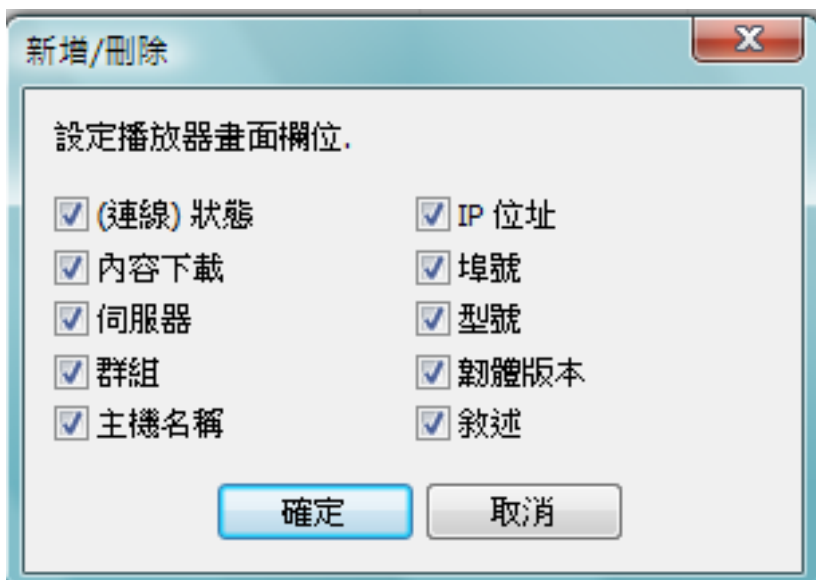 新增/刪除
設定播放器畫面欄位.
(連線) 狀態 IP 位址
內容下載 埠號
伺服器 型號
群組 韌體版本
主機名稱 敘述
確定 取消